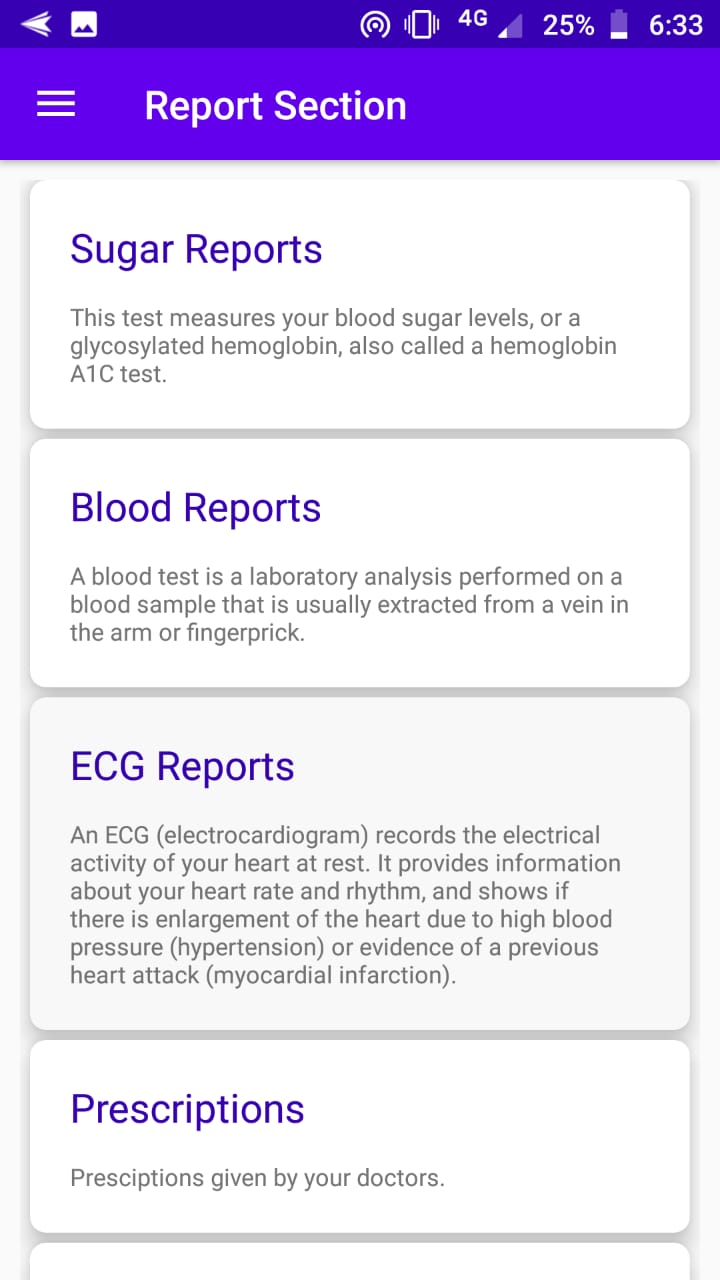 4G 25% 6:33
Report Section
Sugar Reports
This test measures your blood sugar levels, or a
glycosylated hemoglobin, also called a hemoglobin
A1C test.
Blood Reports
A blood test is a laboratory analysis performed on a
blood sample that is usually extracted from a vein in
the arm or fingerprick.
ECG Reports
An ECG (electrocardiogram) records the electrical
activity of your heart at rest. It provides information
about your heart rate and rhythm, and shows if
there is enlargement of the heart due to high blood
pressure (hypertension) or evidence of a previous
heart attack (myocardial infarction).
Prescriptions
Presciptions given by your doctors.